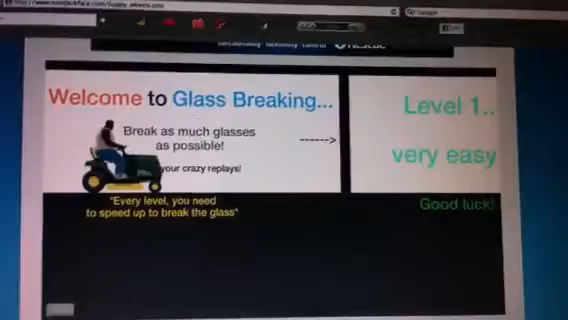 Google
Welcome to Glass Breaking...
Break as much glasses
as possible!
------>
your crazy replays!
"Every level, you need
to speed up to break the glass"
Level 1..
very easy
Good luck!